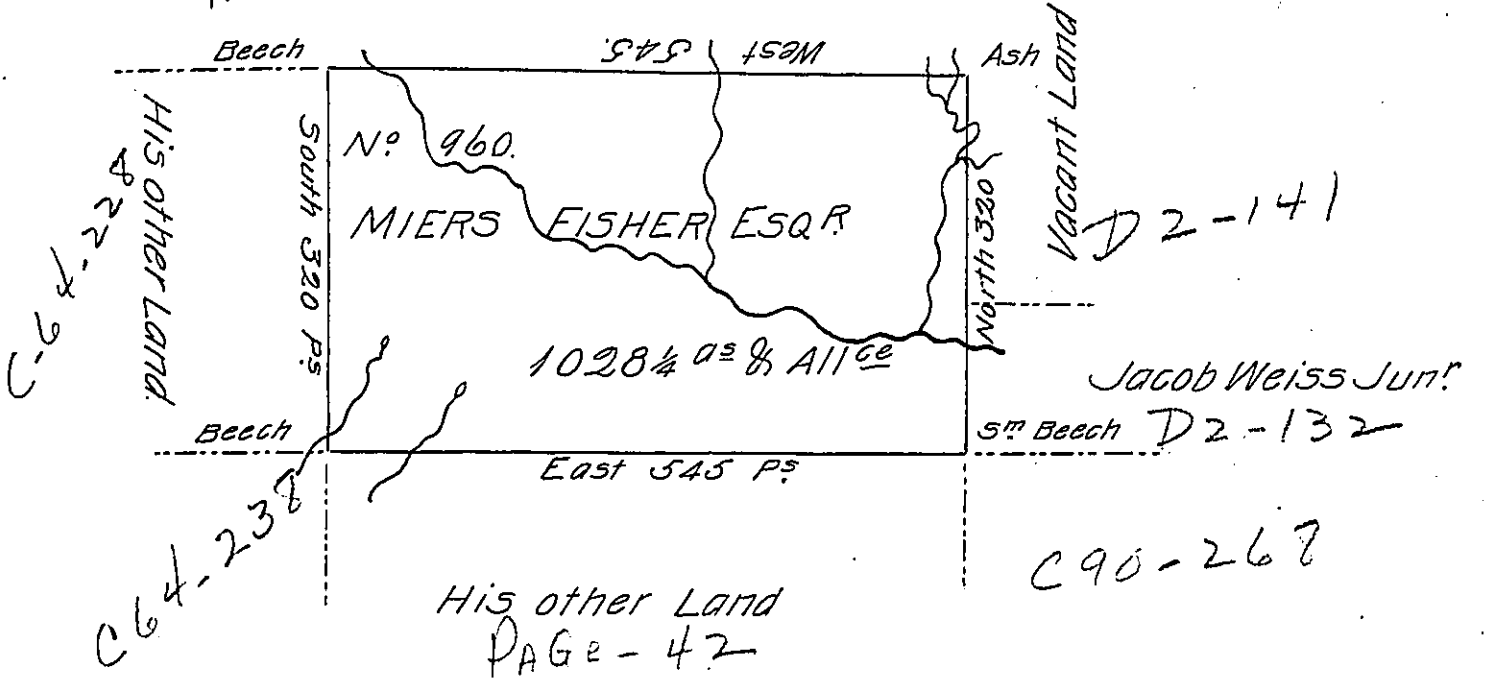 Beech
West 545.
Ash
Vacant Land
His other Land.
C-64-228
South 320 Ps
No 960.
MIERS FISHER ESQR.
North 320
D2-141
1028¼ as & Allce
Jacob Weiss Junr.
D2-132
Beech
Sm Beech
East 545 Ps
C64-238
C90-267
His other Land
PAGe-42